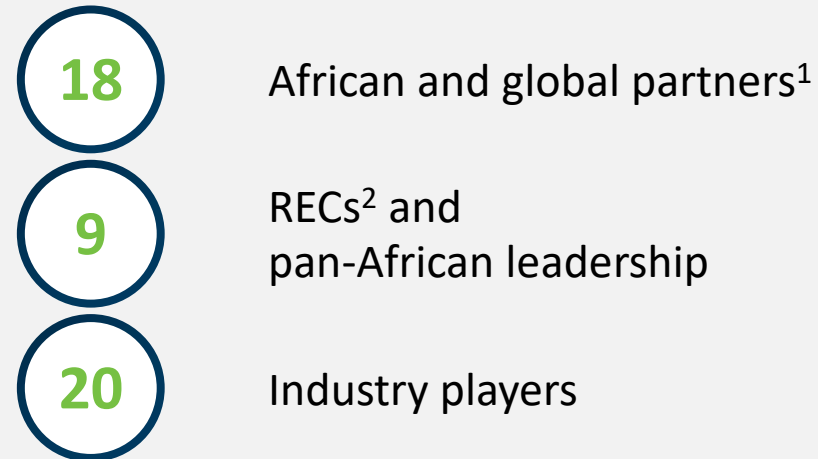 18 African and global partners¹
9 RECs² and
pan-African leadership
20 Industry players